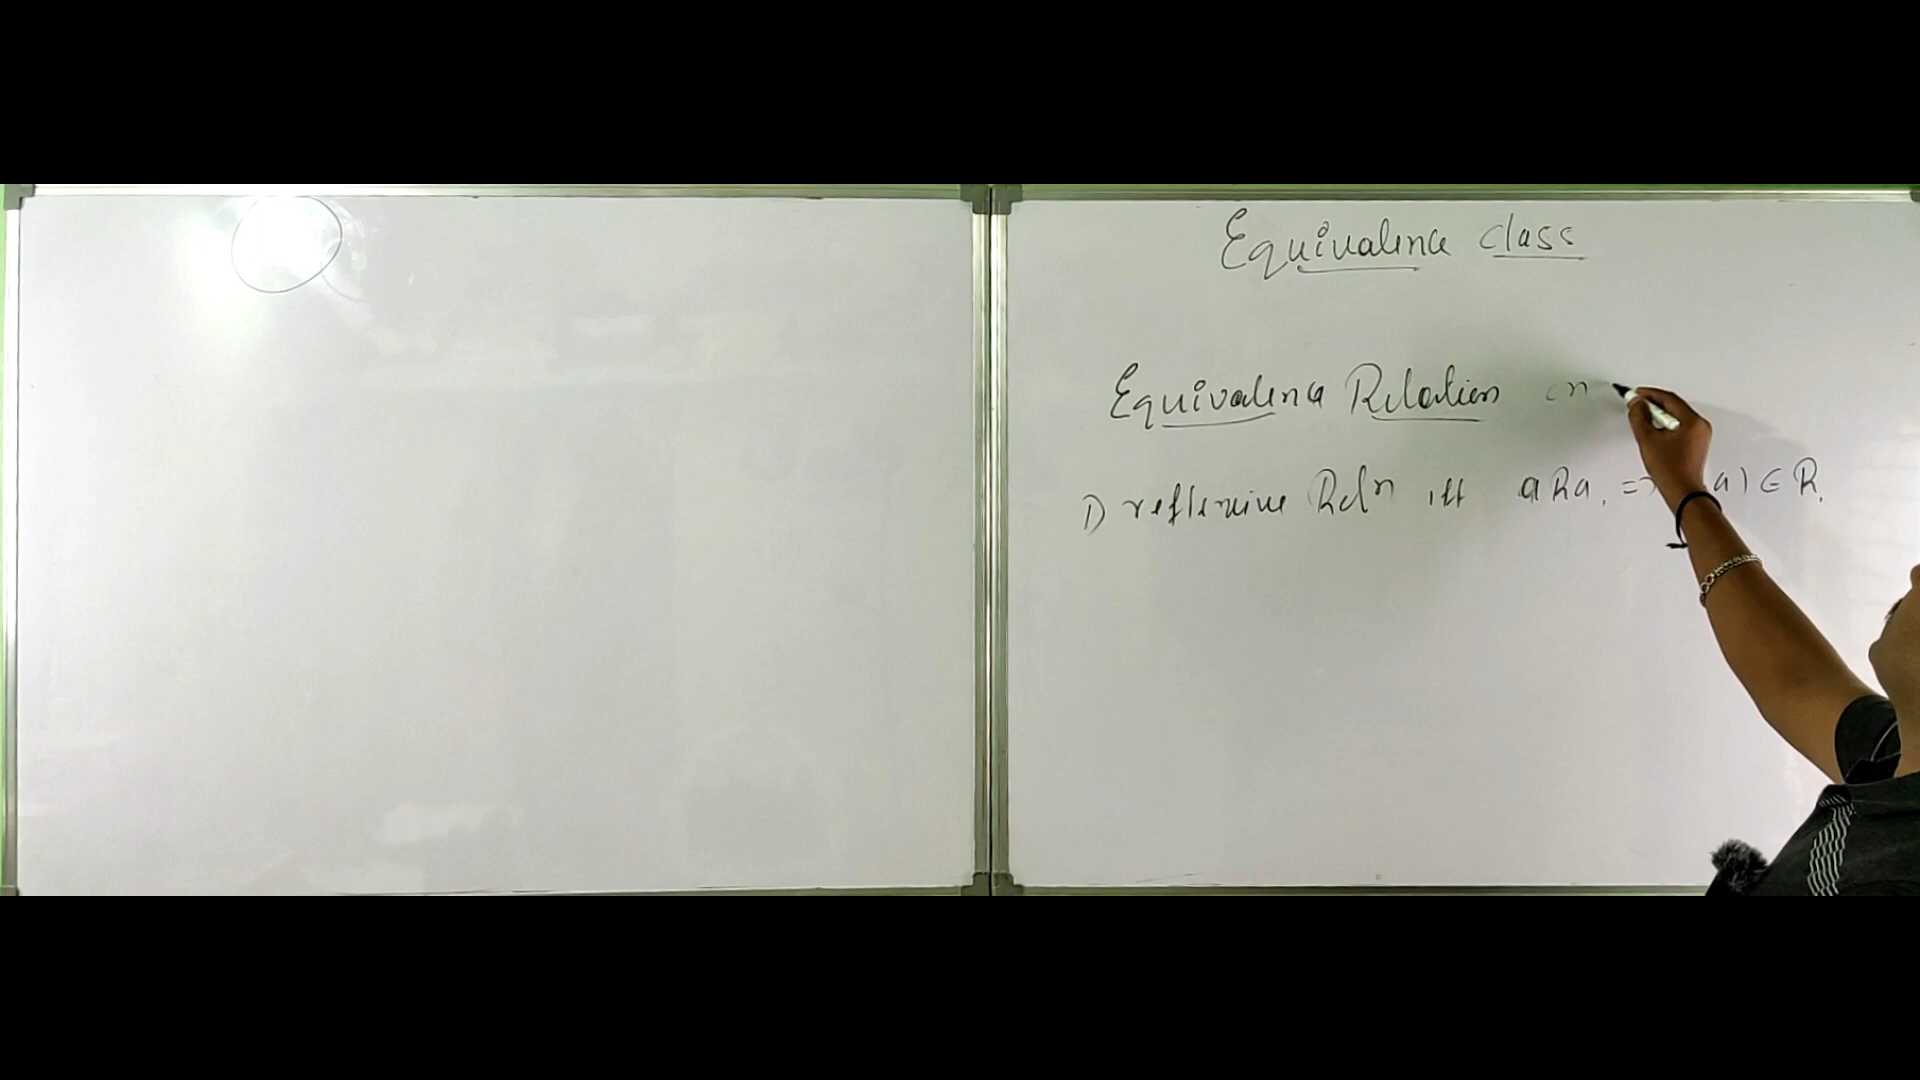 Equivalence class
Equivalence Relation on
1) reflexive Relⁿ iff aRa, => a) ∈ R.